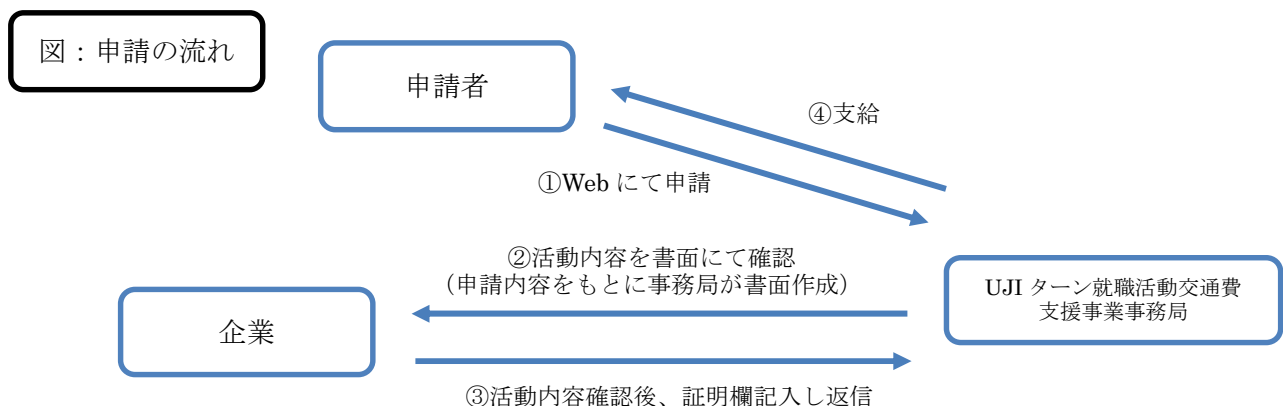 図：申請の流れ
申請者
④支給
①Web にて申請
②活動内容を書面にて確認
（申請内容をもとに事務局が書面作成）
UJI ターン就職活動交通費
支援事業事務局
企業
③活動内容確認後、証明欄記入し返信